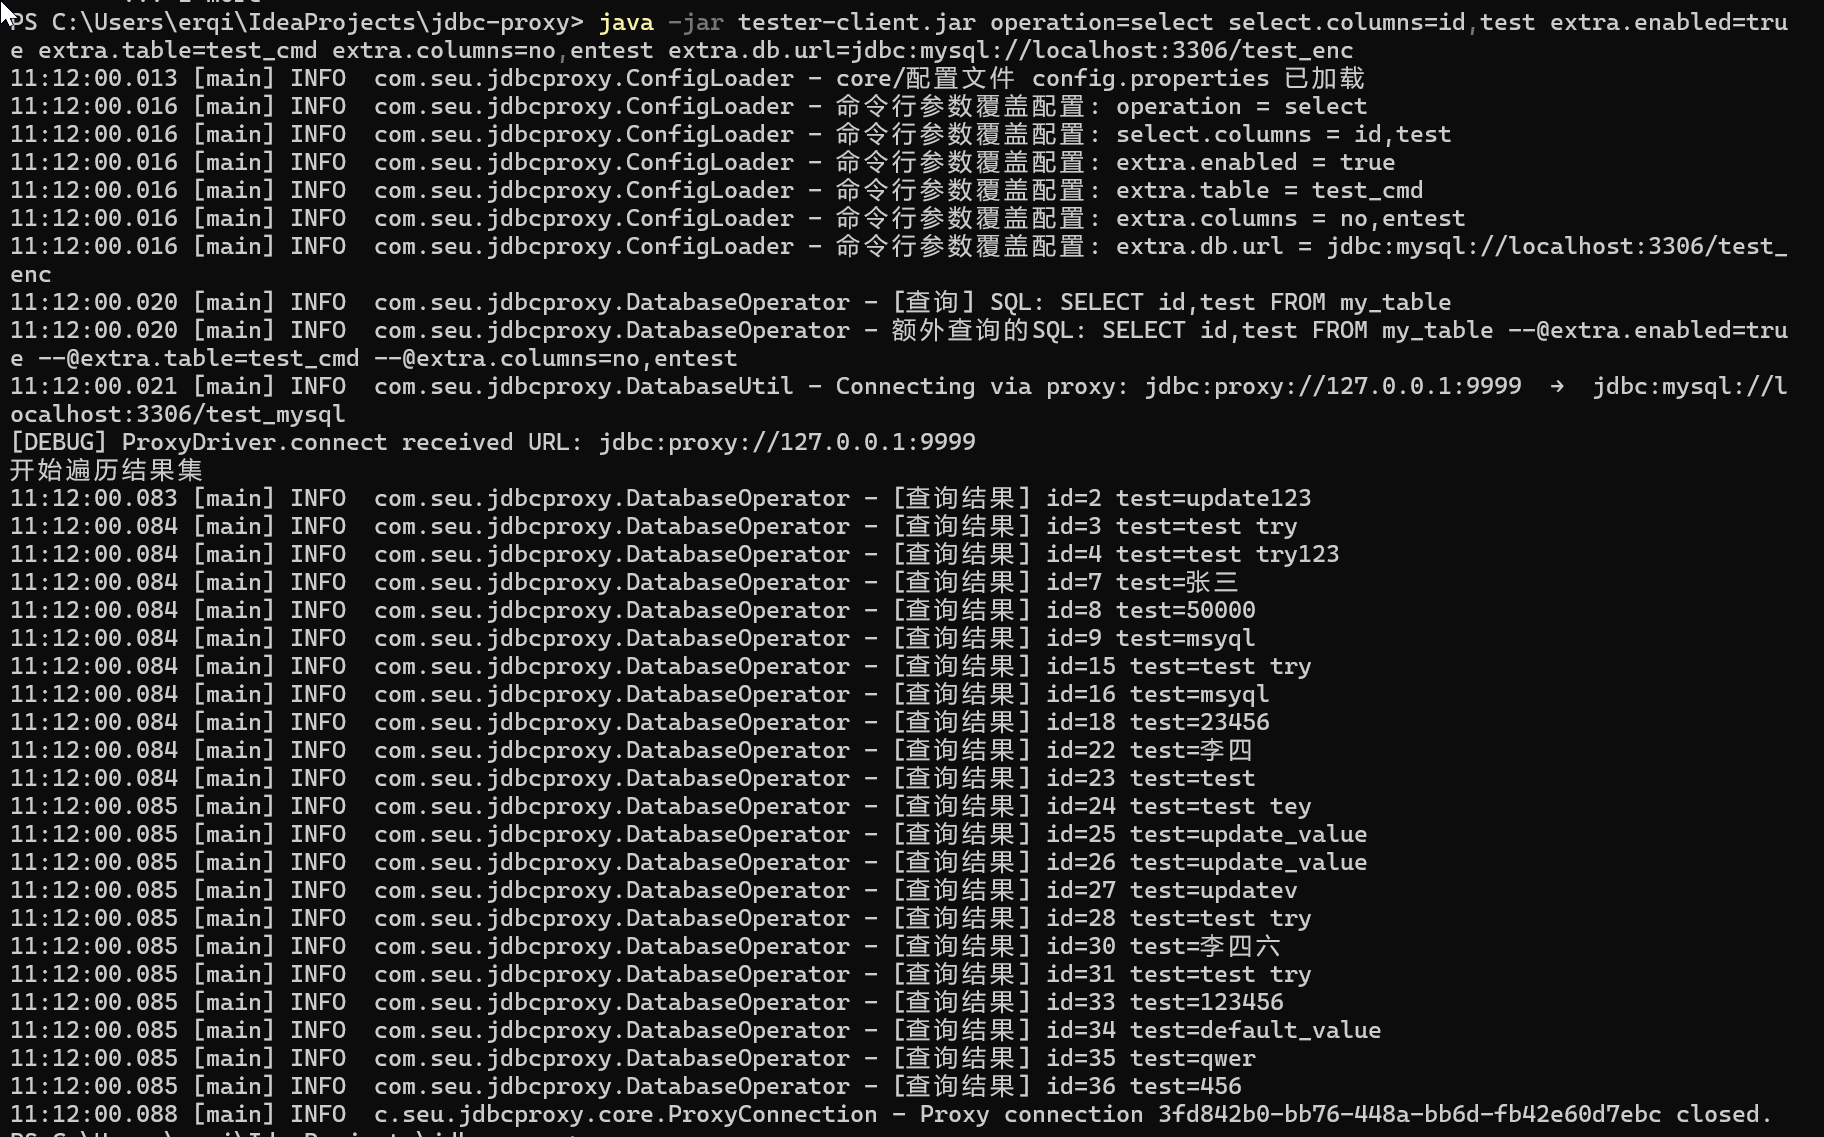 PS C:\Users\erqi\IdeaProjects\jdbc-proxy> java -jar tester-client.jar operation=select select.columns=id,test extra.enabled=tru
e extra.table=test_cmd extra.columns=no,entest extra.db.url=jdbc:mysql://localhost:3306/test_enc
11:12:00.013 [main] INFO  com.seu.jdbcproxy.ConfigLoader - core/配置文件 config.properties 已加载
11:12:00.016 [main] INFO  com.seu.jdbcproxy.ConfigLoader - 命令行参数覆盖配置: operation = select
11:12:00.016 [main] INFO  com.seu.jdbcproxy.ConfigLoader - 命令行参数覆盖配置: select.columns = id,test
11:12:00.016 [main] INFO  com.seu.jdbcproxy.ConfigLoader - 命令行参数覆盖配置: extra.enabled = true
11:12:00.016 [main] INFO  com.seu.jdbcproxy.ConfigLoader - 命令行参数覆盖配置: extra.table = test_cmd
11:12:00.016 [main] INFO  com.seu.jdbcproxy.ConfigLoader - 命令行参数覆盖配置: extra.columns = no,entest
11:12:00.016 [main] INFO  com.seu.jdbcproxy.ConfigLoader - 命令行参数覆盖配置: extra.db.url = jdbc:mysql://localhost:3306/test_
enc
11:12:00.020 [main] INFO  com.seu.jdbcproxy.DatabaseOperator - [查询] SQL: SELECT id,test FROM my_table
11:12:00.020 [main] INFO  com.seu.jdbcproxy.DatabaseOperator - 额外查询的SQL: SELECT id,test FROM my_table --@extra.enabled=tru
e --@extra.table=test_cmd --@extra.columns=no,entest
11:12:00.021 [main] INFO  com.seu.jdbcproxy.DatabaseUtil - Connecting via proxy: jdbc:proxy://127.0.0.1:9999  →  jdbc:mysql://l
ocalhost:3306/test_mysql
[DEBUG] ProxyDriver.connect received URL: jdbc:proxy://127.0.0.1:9999
开始遍历结果集
11:12:00.083 [main] INFO  com.seu.jdbcproxy.DatabaseOperator - [查询结果] id=2 test=update123
11:12:00.084 [main] INFO  com.seu.jdbcproxy.DatabaseOperator - [查询结果] id=3 test=test try
11:12:00.084 [main] INFO  com.seu.jdbcproxy.DatabaseOperator - [查询结果] id=4 test=test try123
11:12:00.084 [main] INFO  com.seu.jdbcproxy.DatabaseOperator - [查询结果] id=7 test=张三
11:12:00.084 [main] INFO  com.seu.jdbcproxy.DatabaseOperator - [查询结果] id=8 test=50000
11:12:00.084 [main] INFO  com.seu.jdbcproxy.DatabaseOperator - [查询结果] id=9 test=msyql
11:12:00.084 [main] INFO  com.seu.jdbcproxy.DatabaseOperator - [查询结果] id=15 test=test try
11:12:00.084 [main] INFO  com.seu.jdbcproxy.DatabaseOperator - [查询结果] id=16 test=msyql
11:12:00.084 [main] INFO  com.seu.jdbcproxy.DatabaseOperator - [查询结果] id=18 test=23456
11:12:00.084 [main] INFO  com.seu.jdbcproxy.DatabaseOperator - [查询结果] id=22 test=李四
11:12:00.084 [main] INFO  com.seu.jdbcproxy.DatabaseOperator - [查询结果] id=23 test=test
11:12:00.085 [main] INFO  com.seu.jdbcproxy.DatabaseOperator - [查询结果] id=24 test=test tey
11:12:00.085 [main] INFO  com.seu.jdbcproxy.DatabaseOperator - [查询结果] id=25 test=update_value
11:12:00.085 [main] INFO  com.seu.jdbcproxy.DatabaseOperator - [查询结果] id=26 test=update_value
11:12:00.085 [main] INFO  com.seu.jdbcproxy.DatabaseOperator - [查询结果] id=27 test=updatev
11:12:00.085 [main] INFO  com.seu.jdbcproxy.DatabaseOperator - [查询结果] id=28 test=test try
11:12:00.085 [main] INFO  com.seu.jdbcproxy.DatabaseOperator - [查询结果] id=30 test=李四六
11:12:00.085 [main] INFO  com.seu.jdbcproxy.DatabaseOperator - [查询结果] id=31 test=test try
11:12:00.085 [main] INFO  com.seu.jdbcproxy.DatabaseOperator - [查询结果] id=33 test=123456
11:12:00.085 [main] INFO  com.seu.jdbcproxy.DatabaseOperator - [查询结果] id=34 test=default_value
11:12:00.085 [main] INFO  com.seu.jdbcproxy.DatabaseOperator - [查询结果] id=35 test=qwer
11:12:00.085 [main] INFO  com.seu.jdbcproxy.DatabaseOperator - [查询结果] id=36 test=456
11:12:00.088 [main] INFO  c.seu.jdbcproxy.core.ProxyConnection - Proxy connection 3fd842b0-bb76-448a-bb6d-fb42e60d7ebc closed.